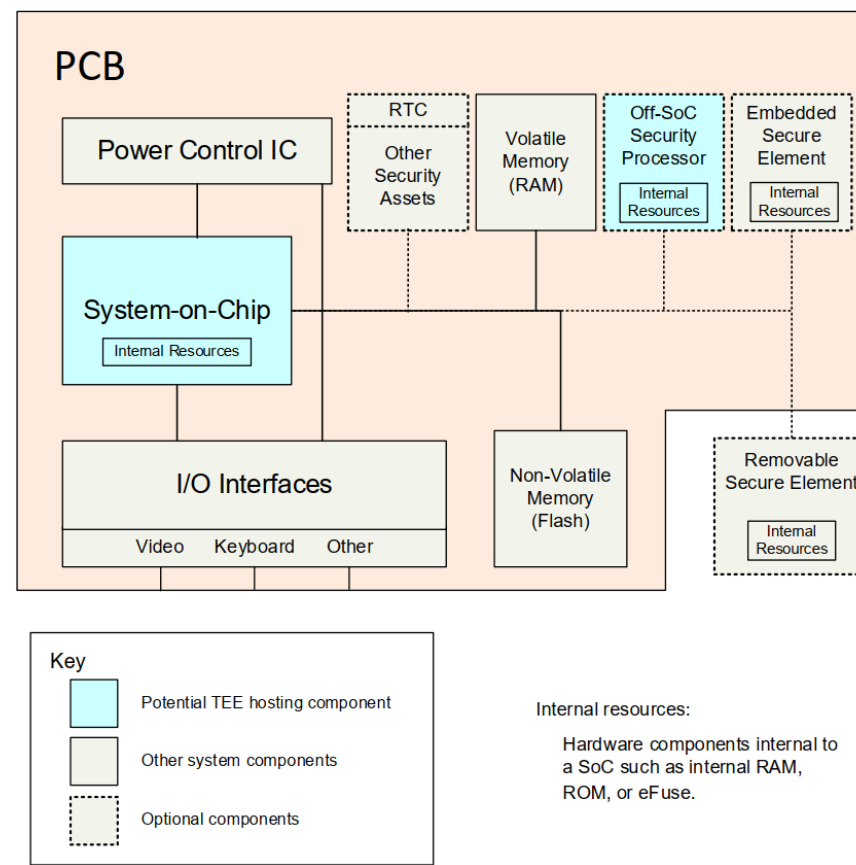 PCB
Power Control IC
RTC
Other
Security
Assets
Volatile
Memory
(RAM)
Off-SoC
Security
Processor
Internal
Resources
Embedded
Secure
Element
Internal
Resources
System-on-Chip
Internal Resources
I/O Interfaces
Video Keyboard Other
Non-Volatile
Memory
(Flash)
Removable
Secure Element
Internal
Resources
Key
Potential TEE hosting component
Other system components
Optional components
Internal resources:
Hardware components internal to
a SoC such as internal RAM,
ROM, or eFuse.